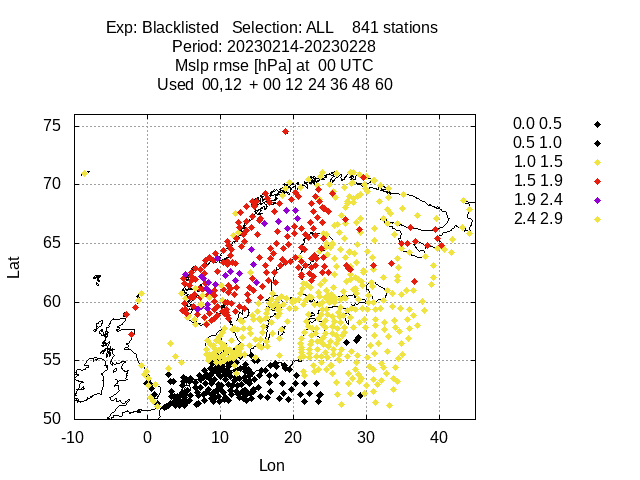 Exp: Blacklisted   Selection: ALL    841 stations
Period: 20230214-20230228
Mslp rmse [hPa] at  00 UTC
Used  00,12  + 00 12 24 36 48 60
75
70
65
60
55
50
-10 0 10 20 30 40
Lat
Lon
0.0 0.5
0.5 1.0
1.0 1.5
1.5 1.9
1.9 2.4
2.4 2.9